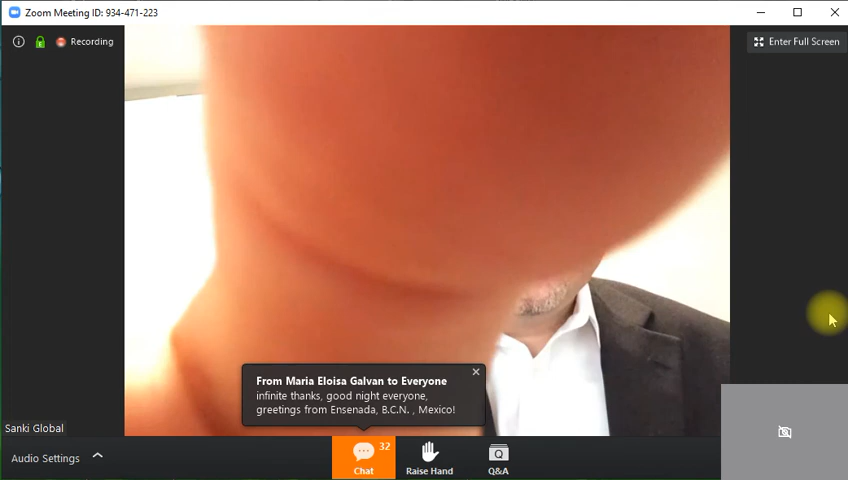 Zoom Meeting ID: 934-471-223
Recording
Enter Full Screen
From Maria Eloisa Galvan to Everyone
infinite thanks, good night everyone,
greetings from Ensenada, B.C.N. , Mexico!
Sanki Global
Audio Settings
32
Chat
Raise Hand
Q
Q&A